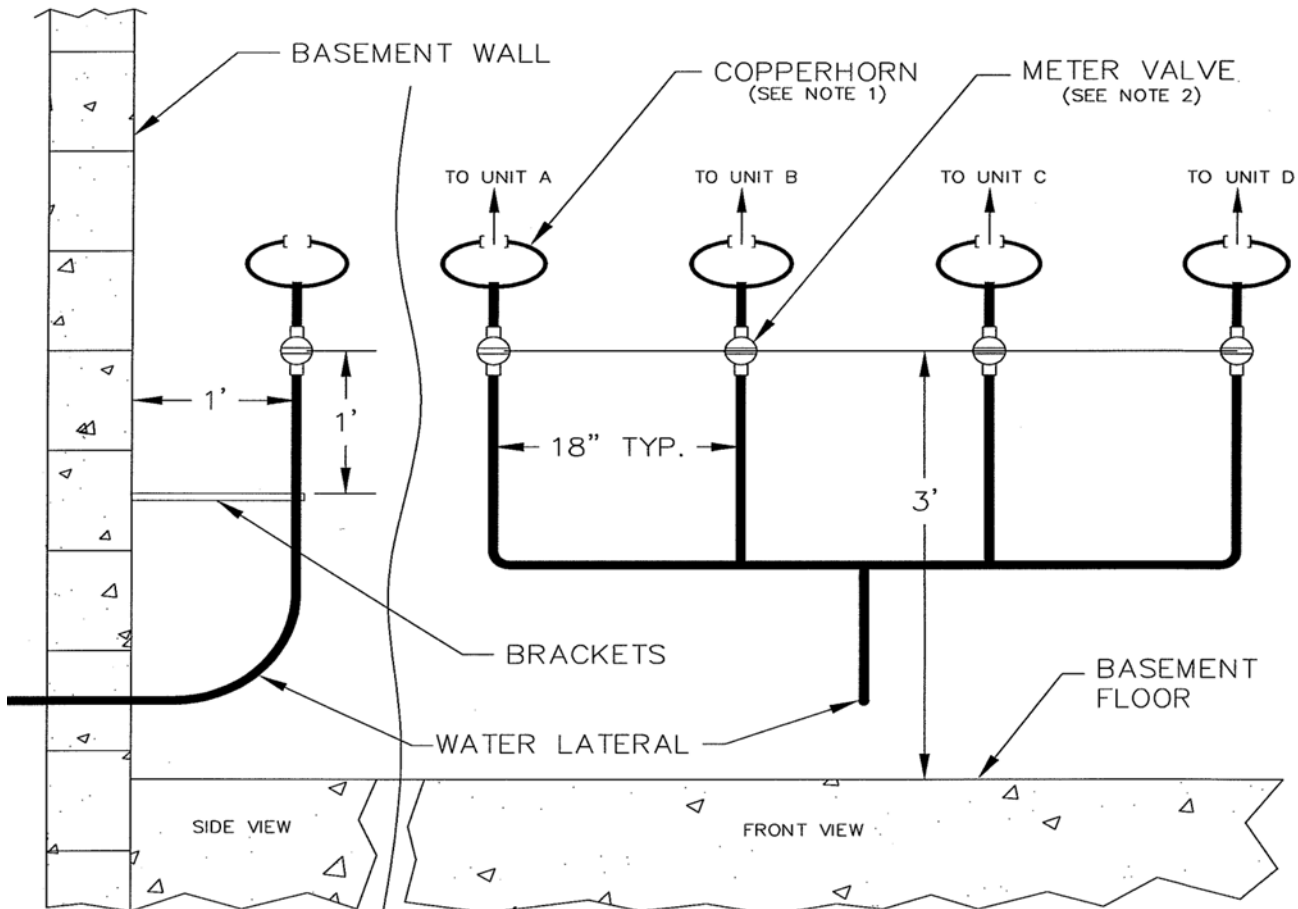 BASEMENT WALL
COPPERHORN
(SEE NOTE 1)
METER VALVE
(SEE NOTE 2)
TO UNIT A
TO UNIT B
TO UNIT C
TO UNIT D
1'
1'
18" TYP.
3'
BRACKETS
BASEMENT
FLOOR
WATER LATERAL
SIDE VIEW
FRONT VIEW